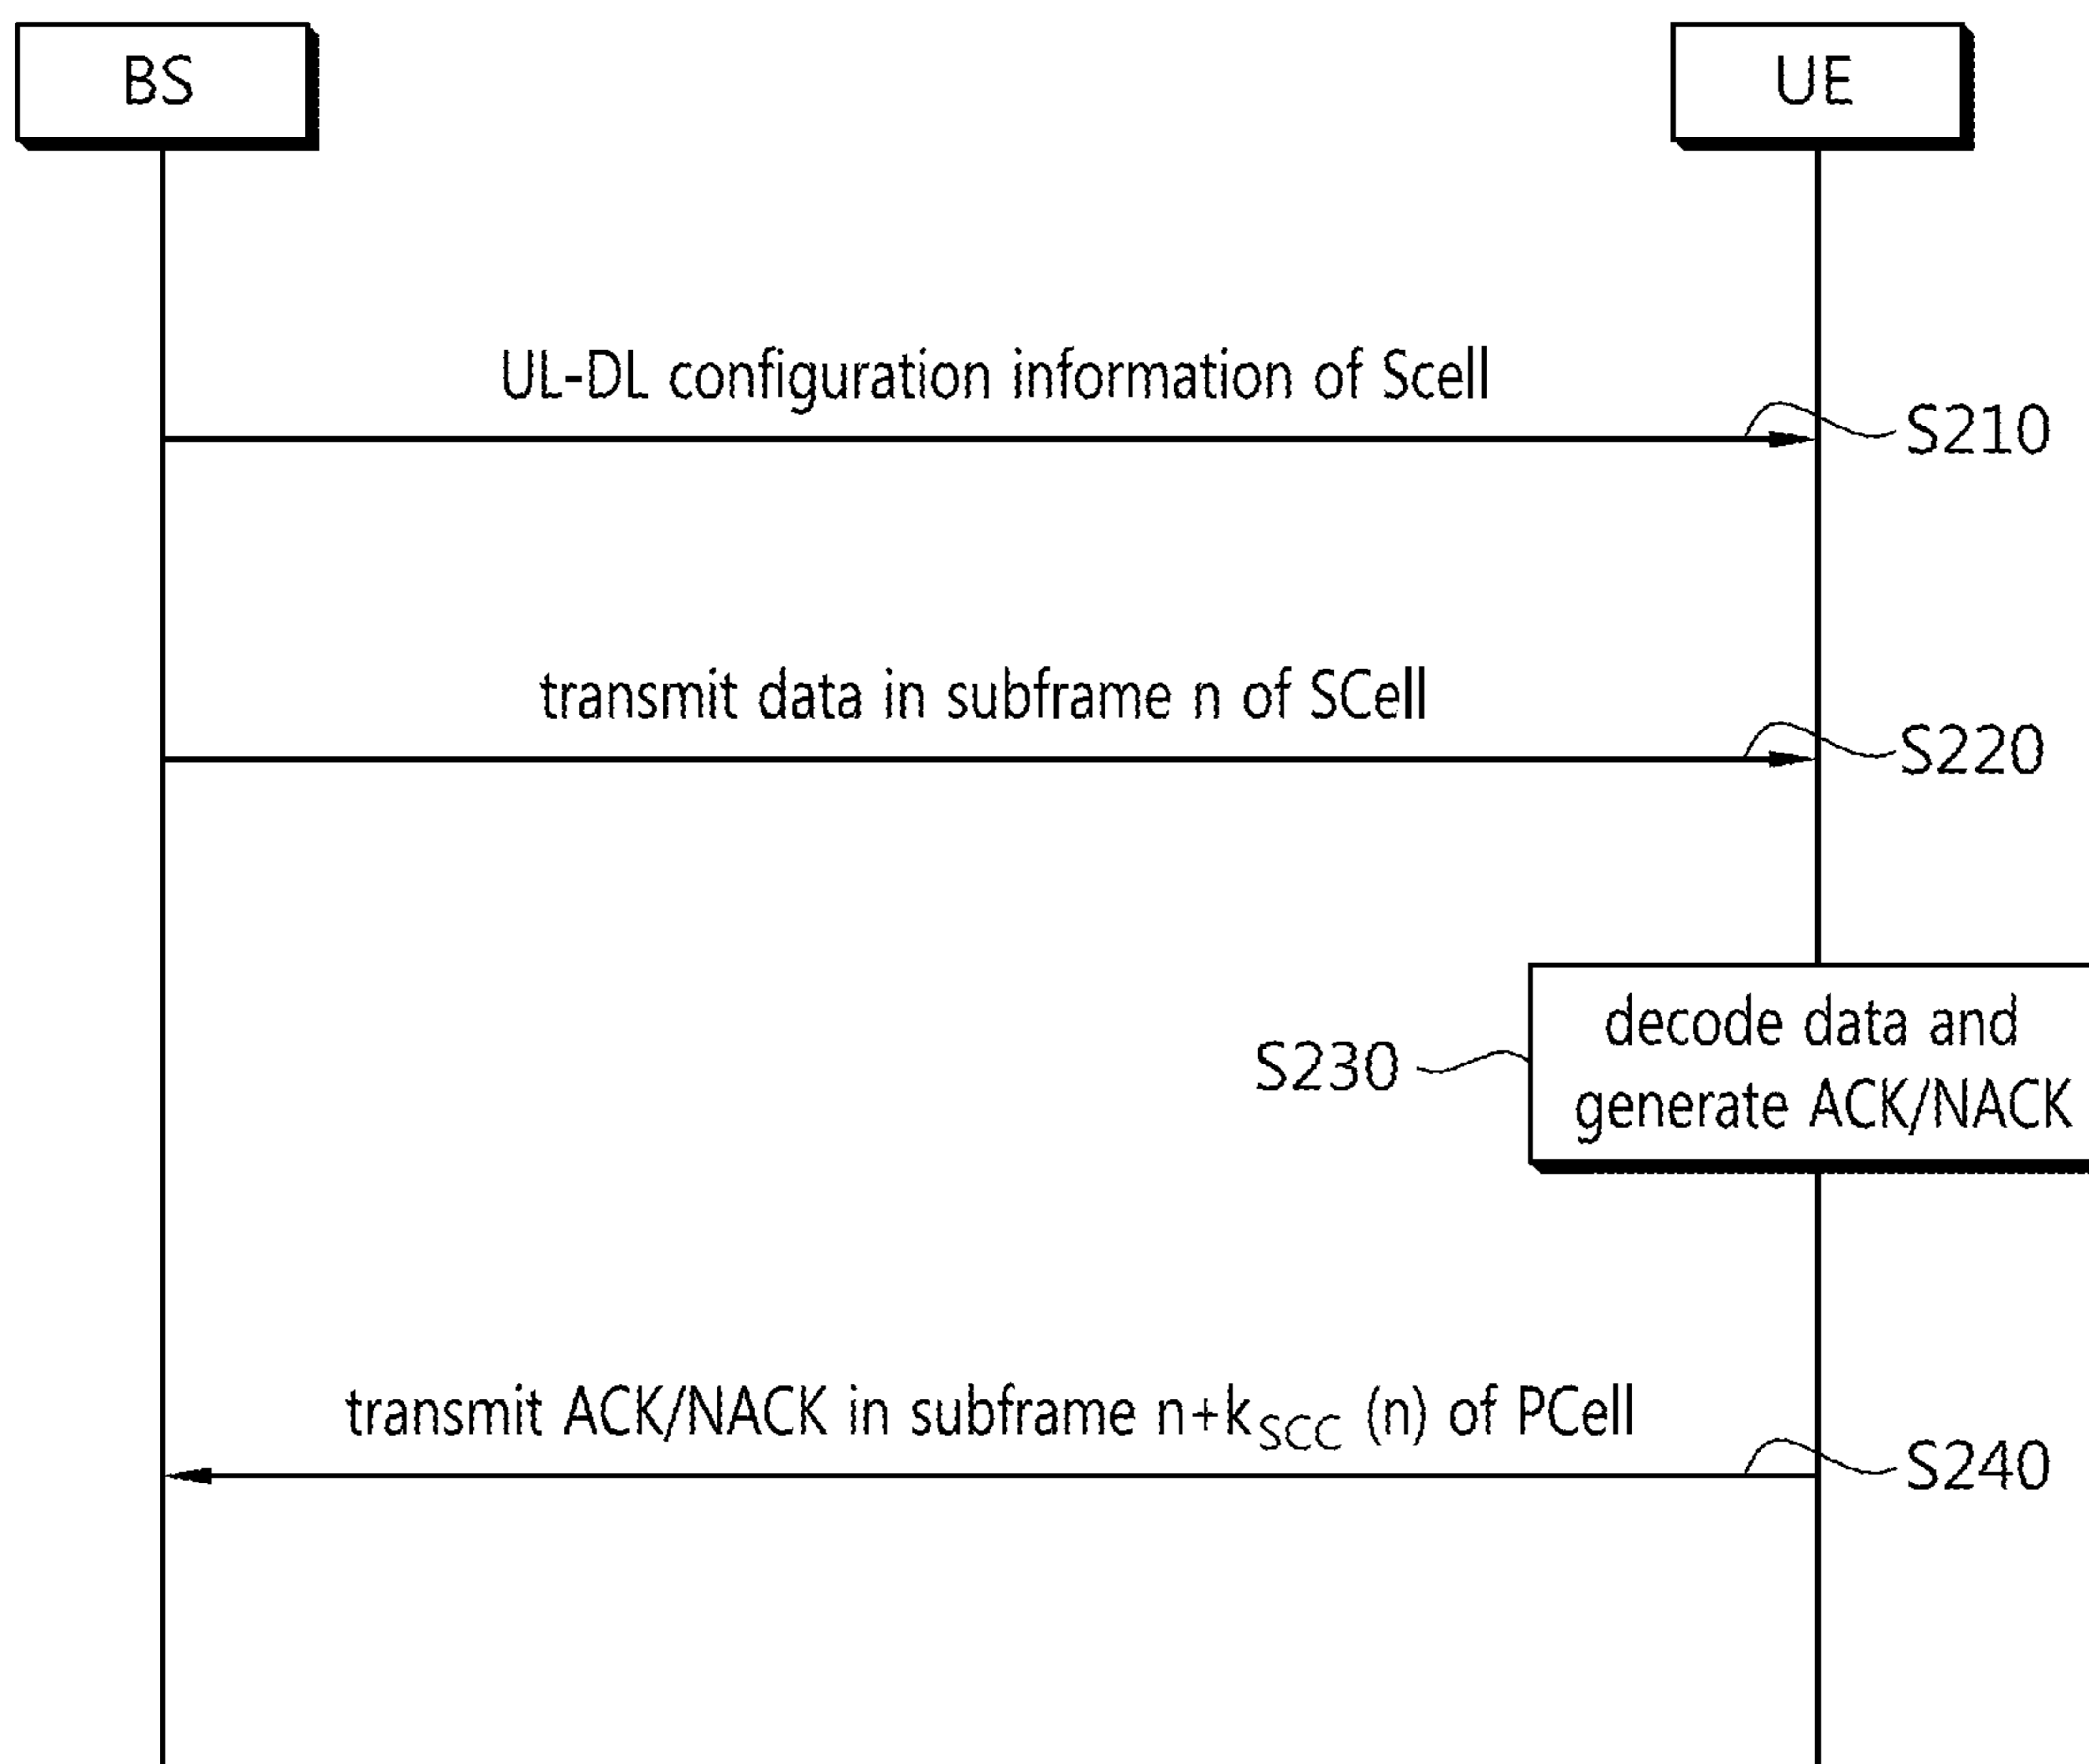 BS
UE
UL-DL configuration information of Scell
S210
transmit data in subframe n of SCell
S220
decode data and
S230
generate ACK/NACK
transmit ACK/NACK in subframe n+kSCC (n) of PCell
S240